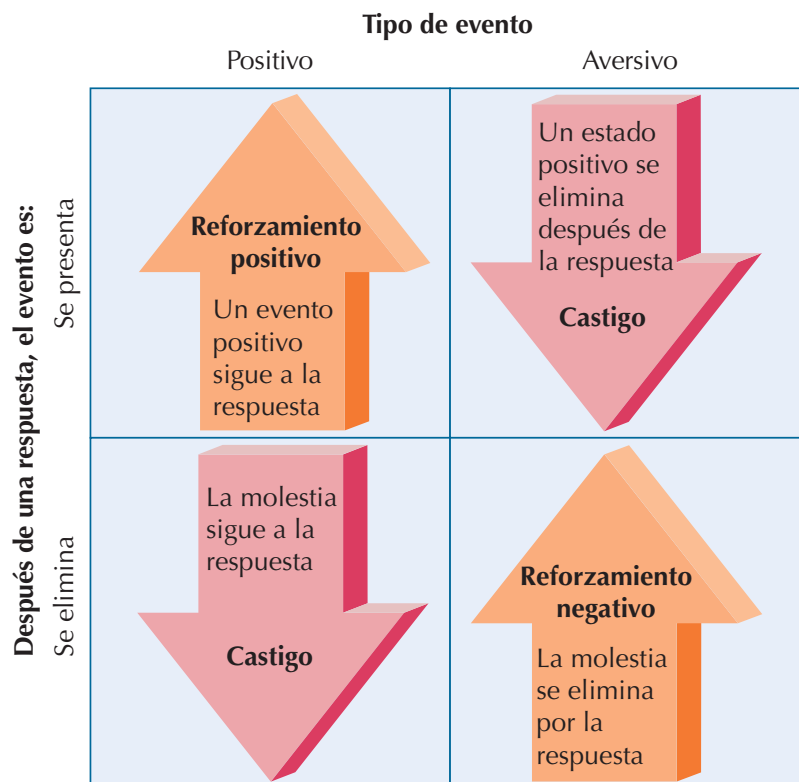 Tipo de evento
Positivo
Aversivo
Después de una respuesta, el evento es:
Se presenta
Reforzamiento
positivo
Un evento
positivo
sigue a la
respuesta
Un estado
positivo se
elimina
después de
la respuesta
Castigo
Se elimina
La molestia
sigue a la
respuesta
Castigo
Reforzamiento
negativo
La molestia
se elimina
por la
respuesta